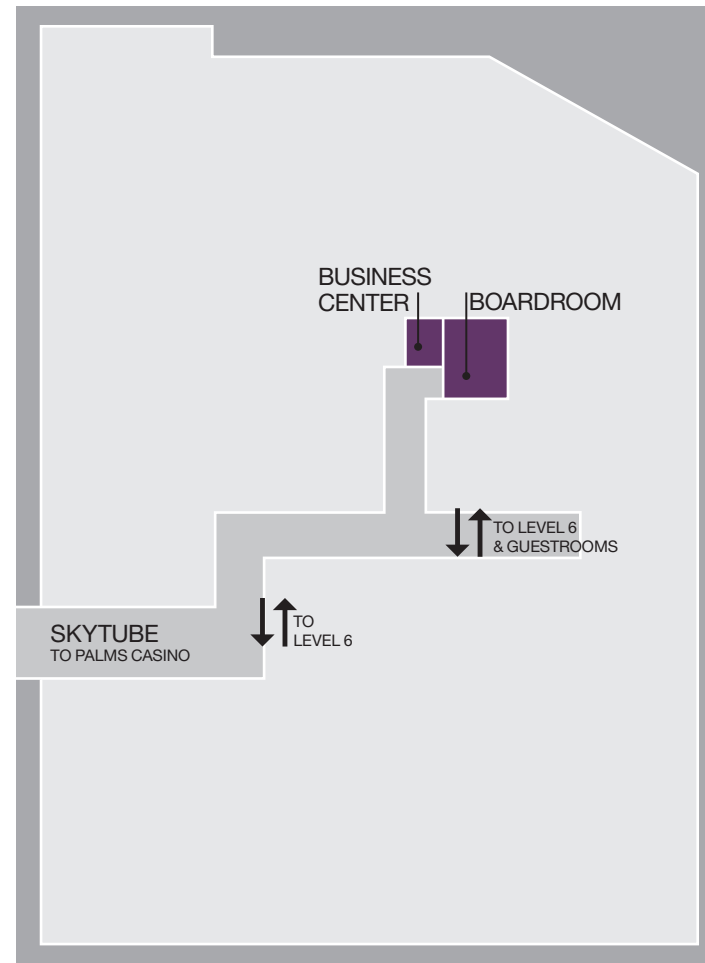 BUSINESS
CENTER
BOARDROOM
TO LEVEL 6
& GUESTROOMS
TO
LEVEL 6
SKYTUBE
TO PALMS CASINO